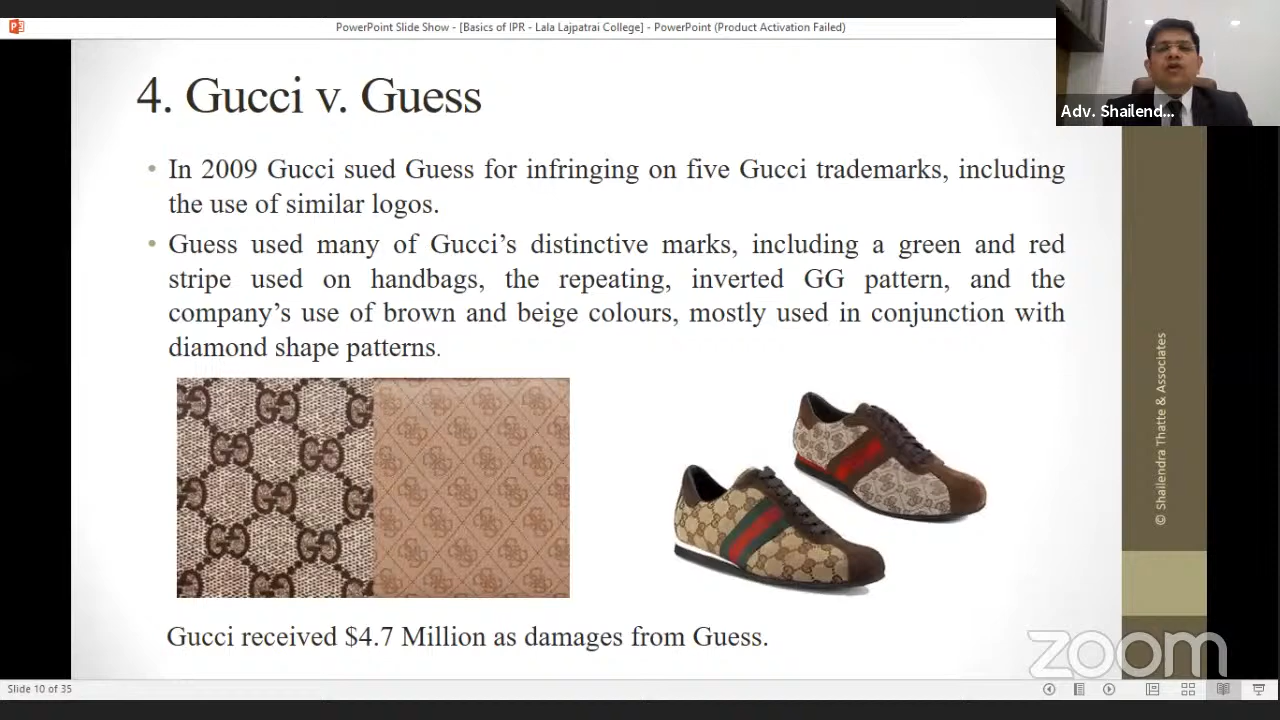 PowerPoint Slide Show - [Basics of IPR - Lala Lajpatrai College] - PowerPoint (Product Activation Failed)
Adv. Shailend...
4. Gucci v. Guess
• In 2009 Gucci sued Guess for infringing on five Gucci trademarks, including
the use of similar logos.
• Guess used many of Gucci’s distinctive marks, including a green and red
stripe used on handbags, the repeating, inverted GG pattern, and the
company’s use of brown and beige colours, mostly used in conjunction with
diamond shape patterns.
Gucci received $4.7 Million as damages from Guess.
© Shailendra Thatte & Associates
zoom
Slide 10 of 35